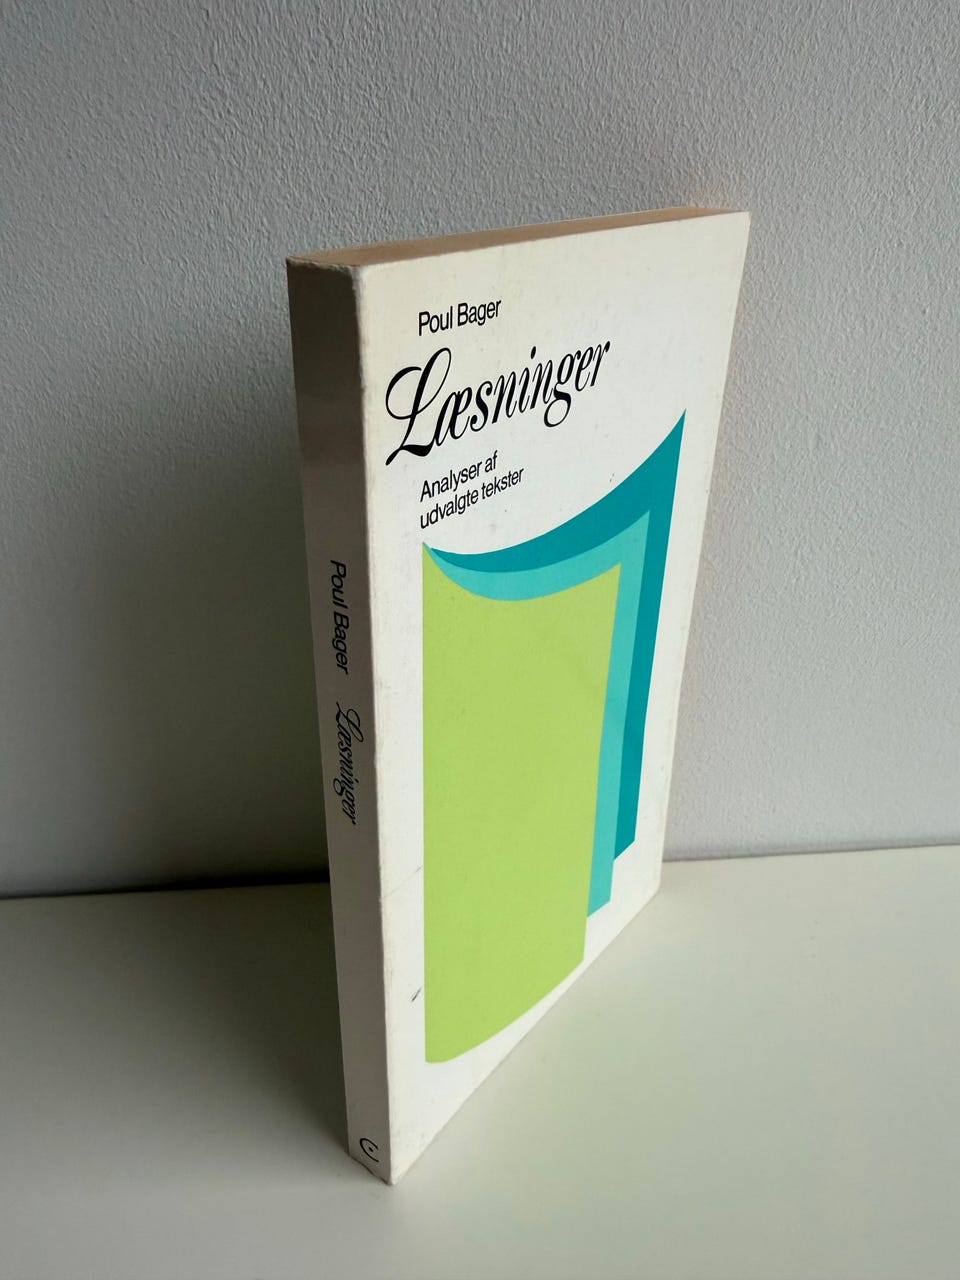 Poul Bager
Læsninger
Analyser af
udvalgte tekster
Poul Bager Læsninger